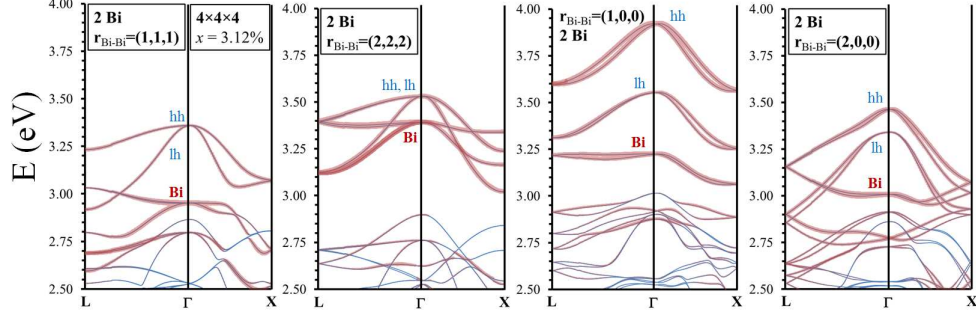 E (eV)
4.00
3.75
3.50
3.25
3.00
2.75
2.50
2 Bi
r_Bi-Bi=(1,1,1)
4×4×4
x = 3.12%
hh
lh
Bi
L
Γ
X
4.00
3.75
3.50
3.25
3.00
2.75
2.50
2 Bi
r_Bi-Bi=(2,2,2)
hh, lh
Bi
L
Γ
X
4.00
3.75
3.50
3.25
3.00
2.75
2.50
r_Bi-Bi=(1,0,0)
2 Bi
hh
lh
Bi
L
Γ
X
4.00
3.75
3.50
3.25
3.00
2.75
2.50
2 Bi
r_Bi-Bi=(2,0,0)
hh
lh
Bi
L
Γ
X